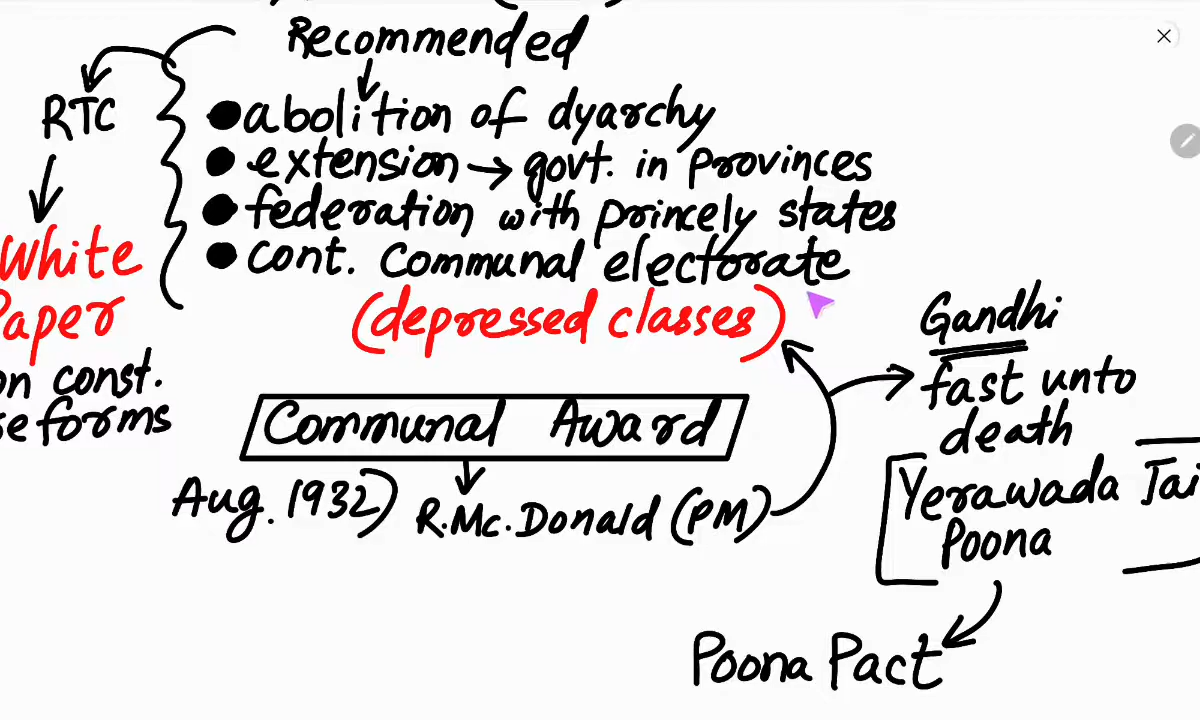 Recommended
RTC
● abolition of dyarchy
● extension → govt. in Provinces
● federation with princely states
● cont. Communal electorate
(depressed classes)
White
Paper
on const.
reforms
Communal Award
Aug. 1932)
R.Mc.Donald (PM)
Gandhi
fast unto
death
Yerawada Jai
Poona
Poona Pact